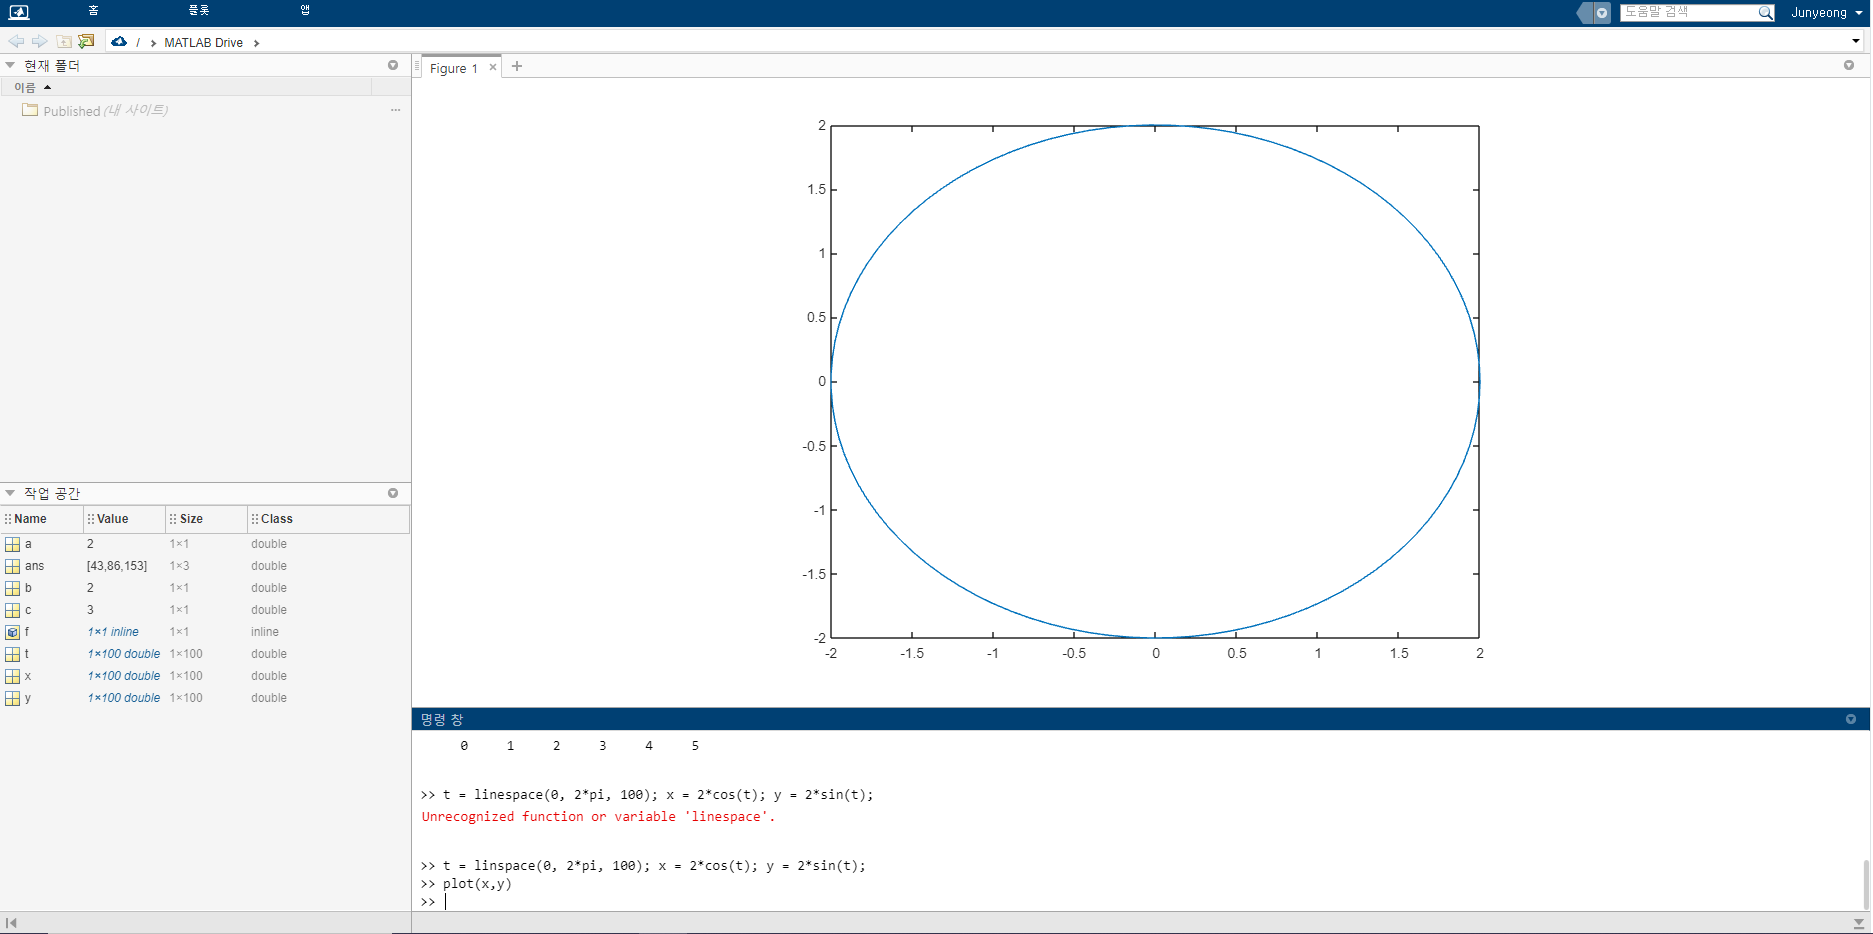 홈 플롯 앱 도움말 검색 Junyeong
/ MATLAB Drive
현재 폴더
이름
Published (내 사이트)
Figure 1
2
1.5
1
0.5
0
-0.5
-1
-1.5
-2
-2 -1.5 -1 -0.5 0 0.5 1 1.5 2
작업 공간
Name Value Size Class
a 2 1×1 double
ans [43,86,153] 1×3 double
b 2 1×1 double
c 3 1×1 double
f 1×1 inline 1×1 inline
t 1×100 double 1×100 double
x 1×100 double 1×100 double
y 1×100 double 1×100 double
명령 창
0 1 2 3 4 5
>> t = linespace(0, 2*pi, 100); x = 2*cos(t); y = 2*sin(t);
Unrecognized function or variable 'linespace'.
>> t = linspace(0, 2*pi, 100); x = 2*cos(t); y = 2*sin(t);
>> plot(x,y)
>>